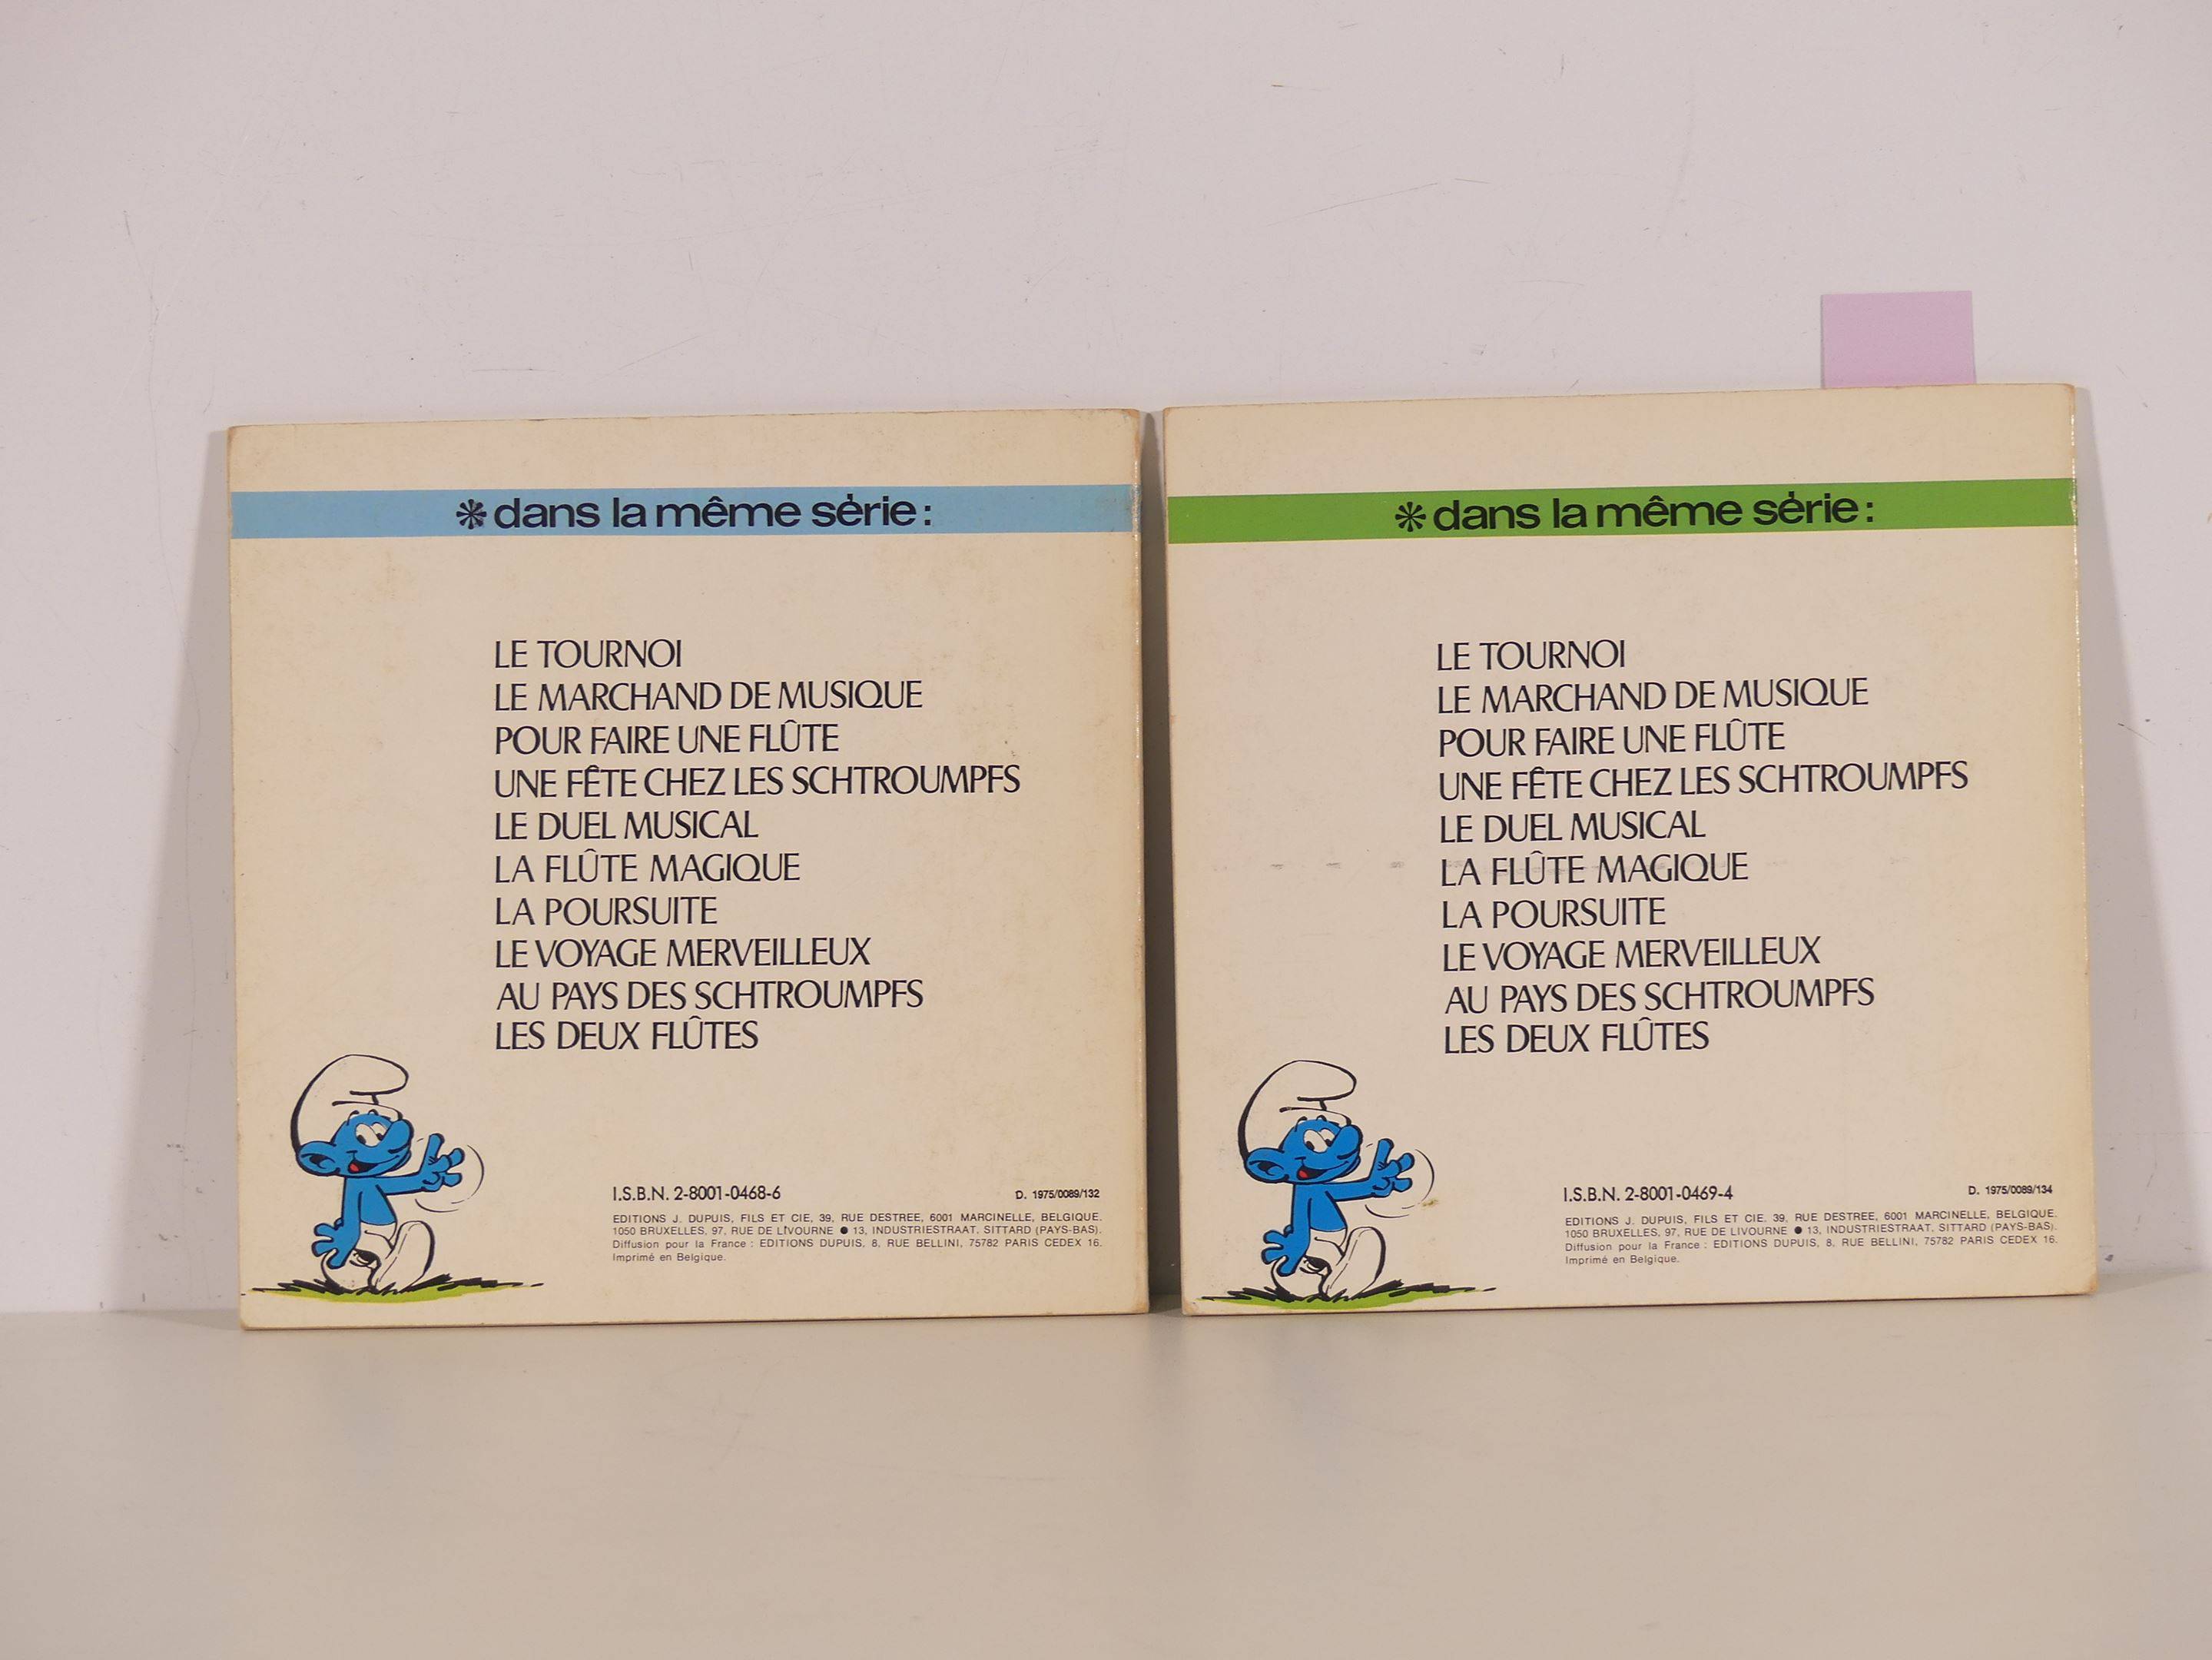 *dans la même série :
LE TOURNOI
LE MARCHAND DE MUSIQUE
POUR FAIRE UNE FLÛTE
UNE FÊTE CHEZ LES SCHTROUMPFS
LE DUEL MUSICAL
LA FLÛTE MAGIQUE
LA POURSUITE
LE VOYAGE MERVEILLEUX
AU PAYS DES SCHTROUMPFS
LES DEUX FLÛTES
I.S.B.N. 2-8001-0468-6
D. 1975/0089/132
EDITIONS J. DUPUIS, FILS ET CIE, 39, RUE DESTREE, 6001 MARCINELLE, BELGIQUE.
1050 BRUXELLES, 97, RUE DE LIVOURNE ● 13, INDUSTRIESTRAAT, SITTARD (PAYS-BAS).
Diffusion pour la France : EDITIONS DUPUIS, 8, RUE BELLINI, 75782 PARIS CEDEX 16.
Imprimé en Belgique.
*dans la même série :
LE TOURNOI
LE MARCHAND DE MUSIQUE
POUR FAIRE UNE FLÛTE
UNE FÊTE CHEZ LES SCHTROUMPFS
LE DUEL MUSICAL
LA FLÛTE MAGIQUE
LA POURSUITE
LE VOYAGE MERVEILLEUX
AU PAYS DES SCHTROUMPFS
LES DEUX FLÛTES
I.S.B.N. 2-8001-0469-4
D. 1975/0089/134
EDITIONS J. DUPUIS, FILS ET CIE, 39, RUE DESTREE, 6001 MARCINELLE, BELGIQUE.
1050 BRUXELLES, 97, RUE DE LIVOURNE ● 13, INDUSTRIESTRAAT, SITTARD (PAYS-BAS).
Diffusion pour la France : EDITIONS DUPUIS, 8, RUE BELLINI, 75782 PARIS CEDEX 16.
Imprimé en Belgique.